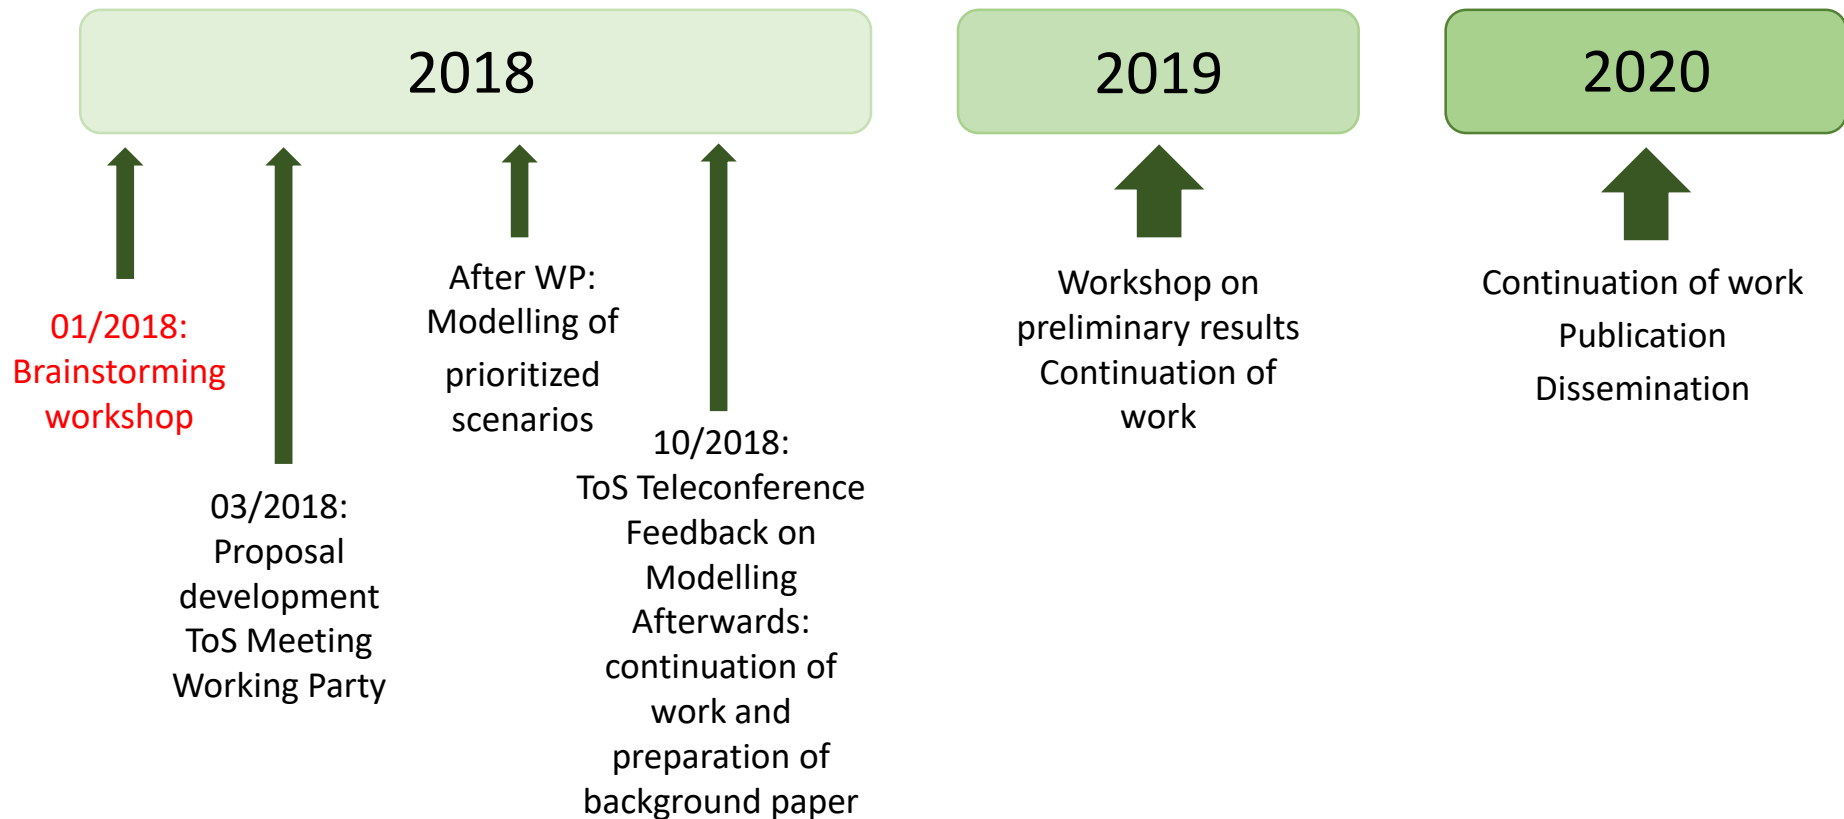 2018
2019
2020
01/2018:
Brainstorming
workshop
03/2018:
Proposal
development
ToS Meeting
Working Party
After WP:
Modelling of
prioritized
scenarios
10/2018:
ToS Teleconference
Feedback on
Modelling
Afterwards:
continuation of
work and
preparation of
background paper
Workshop on
preliminary results
Continuation of
work
Continuation of work
Publication
Dissemination